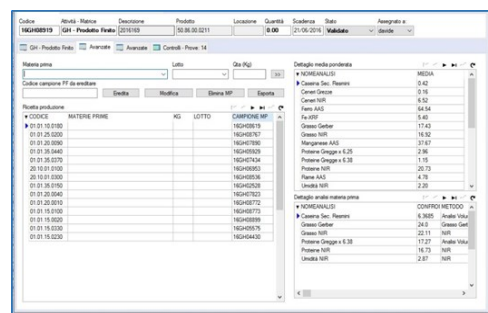 Codice Attività - Matrice Descrizione Prodotto Locazione Quantità Scadenza Stato Assegnato a:
16GH08919 GH - Prodotto Finito 2016169 50.86.00.0211 0.00 21/06/2016 Validato davide
GH - Prodotto Finito Avanzate Avanzate Controlli - Prove: 14
Materia prima Lotto Qta (Kg)
>>
Codice campione PF da ereditare
Eredita Modifica Elimina MP Esporta
Ricetta produzione
CODICE MATERIE PRIME KG LOTTO CAMPIONE MP
01.01.10.0180 16GH08619
01.01.25.0200 16GH08767
01.01.20.0090 16GH07890
01.01.35.0440 16GH05929
01.01.35.0370 16GH07434
20.10.01.0100 16GH06953
20.10.01.0300 16GH08536
01.01.35.0150 16GH02528
01.01.20.0040 16GH07823
01.01.20.0010 16GH08772
01.01.15.0100 16GH08773
01.01.15.0020 16GH08899
01.01.15.0330 16GH05575
01.01.15.0230 16GH04430
Dettaglio media ponderata
NOMEANALISI MEDIA
Caseina Sec. Resmini 0.42
Ceneri Grezze 0.16
Ceneri NIR 6.52
Ferro AAS 64.54
Fe-XRF 5.40
Grasso Gerber 17.43
Grasso NIR 16.92
Manganese AAS 37.67
Proteine Gregge x 6,25 2.96
Proteine Gregge x 6.38 1.15
Proteine NIR 20.73
Rame AAS 4.78
Umidità NIR 2.20
Dettaglio analisi materia prima
NOMEANALISI CONFRO METODO
Caseina Sec. Resmini 6.3685 Analisi Volu
Grasso Gerber 24.0 Grasso Gerb
Grasso NIR 22.11 NIR
Proteine Gregge x 6.38 17.27 Analisi Volu
Proteine NIR 16.73 NIR
Umidità NIR 2.87 NIR